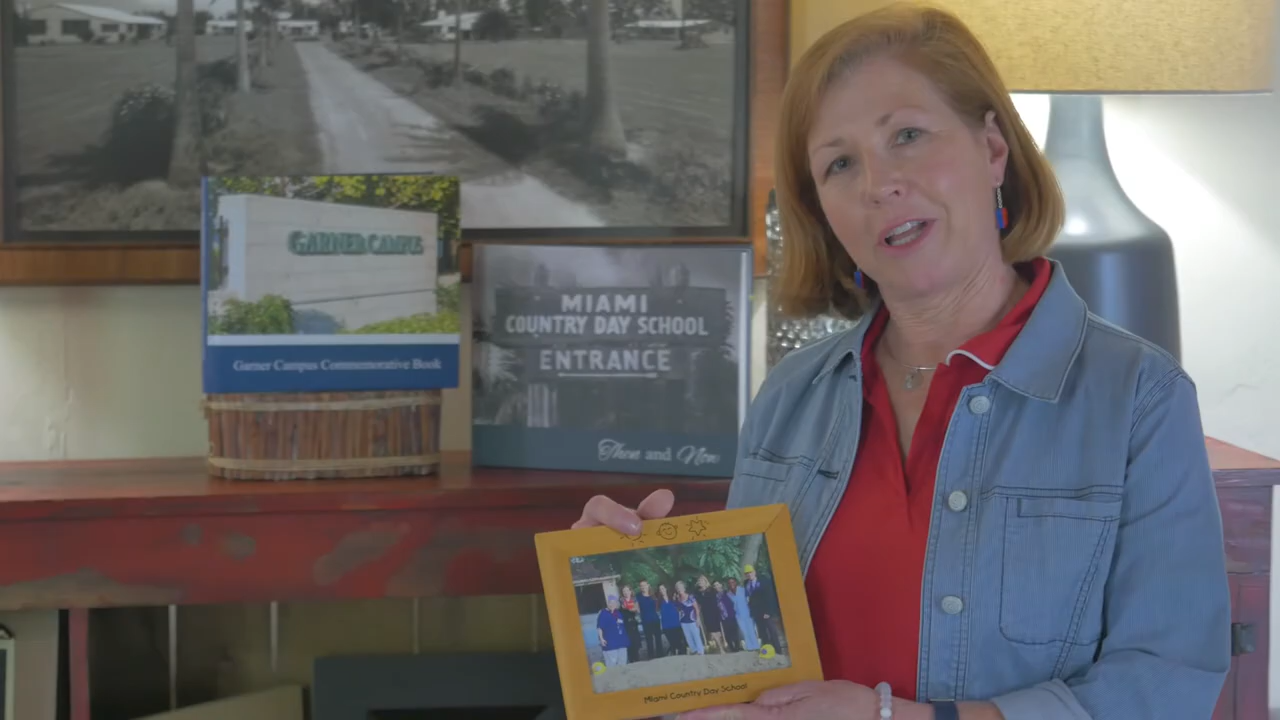 GARNER CAMPUS
Garner Campus Commemorative Book
MIAMI
COUNTRY DAY SCHOOL
ENTRANCE
Then and Now
Miami Country Day School